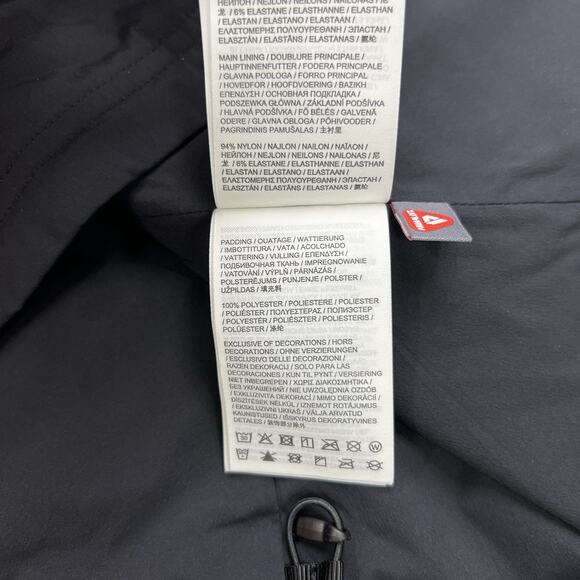 НЕЙЛОН / NEJLON / NEILONS / NAILONAS / 尼
龙 / 6% ELASTANE / ELASTHANNE / ELASTHAN
/ ELASTAN / ELASTANO / ELASTAAN /
ΕΛΑΣΤΟΜΕΡΗΣ ΠΟΛΥΟΥΡΕΘΑΝΗ / ЭЛАСТАН /
ELASZTÁN / ELASTĀNS / ELASTANAS / 氨纶
MAIN LINING / DOUBLURE PRINCIPALE /
HAUPTINNENFUTTER / FODERA PRINCIPALE
/ GLAVNA PODLOGA / FORRO PRINCIPAL
/ HOVEDFOR / HOOFDVOERING / ΒΑΣΙΚΗ
ΕΠΕΝΔΥΣΗ / ОСНОВНАЯ ПОДКЛАДКА /
PODSZEWKA GŁÓWNA / ZÁKLADNÍ PODŠÍVKA
/ HLAVNÁ PODŠÍVKA / FŐ BÉLÉS / GALVENĀ
ODERE / GLAVNA OBLOGA / PÕHIVOODER /
PAGRINDINIS PAMUŠALAS / 主衬里
94% NYLON / NAJLON / NAILON / ΝΑΪΛΟΝ /
НЕЙЛОН / NEJLON / NEILONS / NAILONAS / 尼
龙 / 6% ELASTANE / ELASTHANNE / ELASTHAN
/ ELASTAN / ELASTANO / ELASTAAN /
ΕΛΑΣΤΟΜΕΡΗΣ ΠΟΛΥΟΥΡΕΘΑΝΗ / ЭЛАСТАН /
ELASZTÁN / ELASTĀNS / ELASTANAS / 氨纶
PRIMALOFT
PADDING / OUATAGE / WATTIERUNG
/ IMBOTTITURA / VATA / ACOLCHADO
/ VATTERING / VULLING / ΕΠΕΝΔΥΣΗ
/ ПОДБИВОЧНАЯ ТКАНЬ / IMPREGNOWANIE
/ VATOVÁNÍ / VÝPLŇ / PÁRNÁZÁS /
POLSTERĒJUMS / PUNJENJE / POLSTER /
UŽPILDAS / 填充料
100% POLYESTER / POLIESTERE / POLIESTER
/ POLIÉSTER / ΠΟΛΥΕΣΤΕΡΑΣ / ПОЛИЭСТЕР
/ POLYESTÉR / POLIÉSZTER / POLIESTERIS /
POLÜESTER / 涤纶
EXCLUSIVE OF DECORATIONS / HORS
DECORATIONS / OHNE VERZIERUNGEN
/ ESCLUSIVO DELLE DECORAZIONI /
RAZEN DEKORACIJ / SOLO PARA LAS
DECORACIONES / KUN TIL PYNT / VERSIERING
NIET INBEGREPEN / ΧΩΡΙΣ ΔΙΑΚΟΣΜΗΤΙΚΑ /
БЕЗ УКРАШЕНИЙ / NIE UWZGLĘDNIA OZDÓB
/ EXKLUZIVITA DEKORACÍ / MIMO DEKORÁCIÍ /
DÍSZÍTÉSEK NÉLKÜL / IZŅEMOT ROTĀJUMUS
/ EKSKLUZIVNI UKRASI / VÄLJA ARVATUD
KAUNISTUSED / IŠSKYRUS DEKORATYVINES
DETALES / 装饰部分除外
30
W